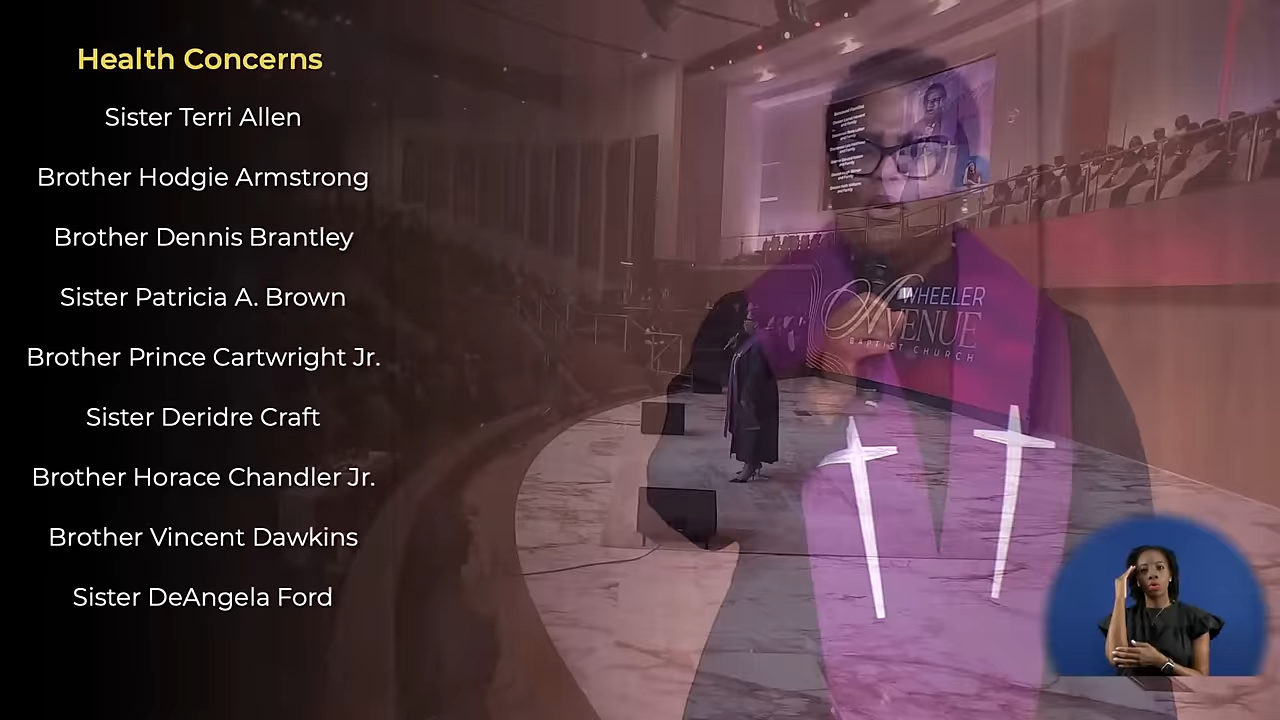 Health Concerns
Sister Terri Allen
Brother Hodgie Armstrong
Brother Dennis Brantley
Sister Patricia A. Brown
Brother Prince Cartwright Jr.
Sister Deridre Craft
Brother Horace Chandler Jr.
Brother Vincent Dawkins
Sister DeAngela Ford
WHEELER
AVENUE
BAPTIST CHURCH